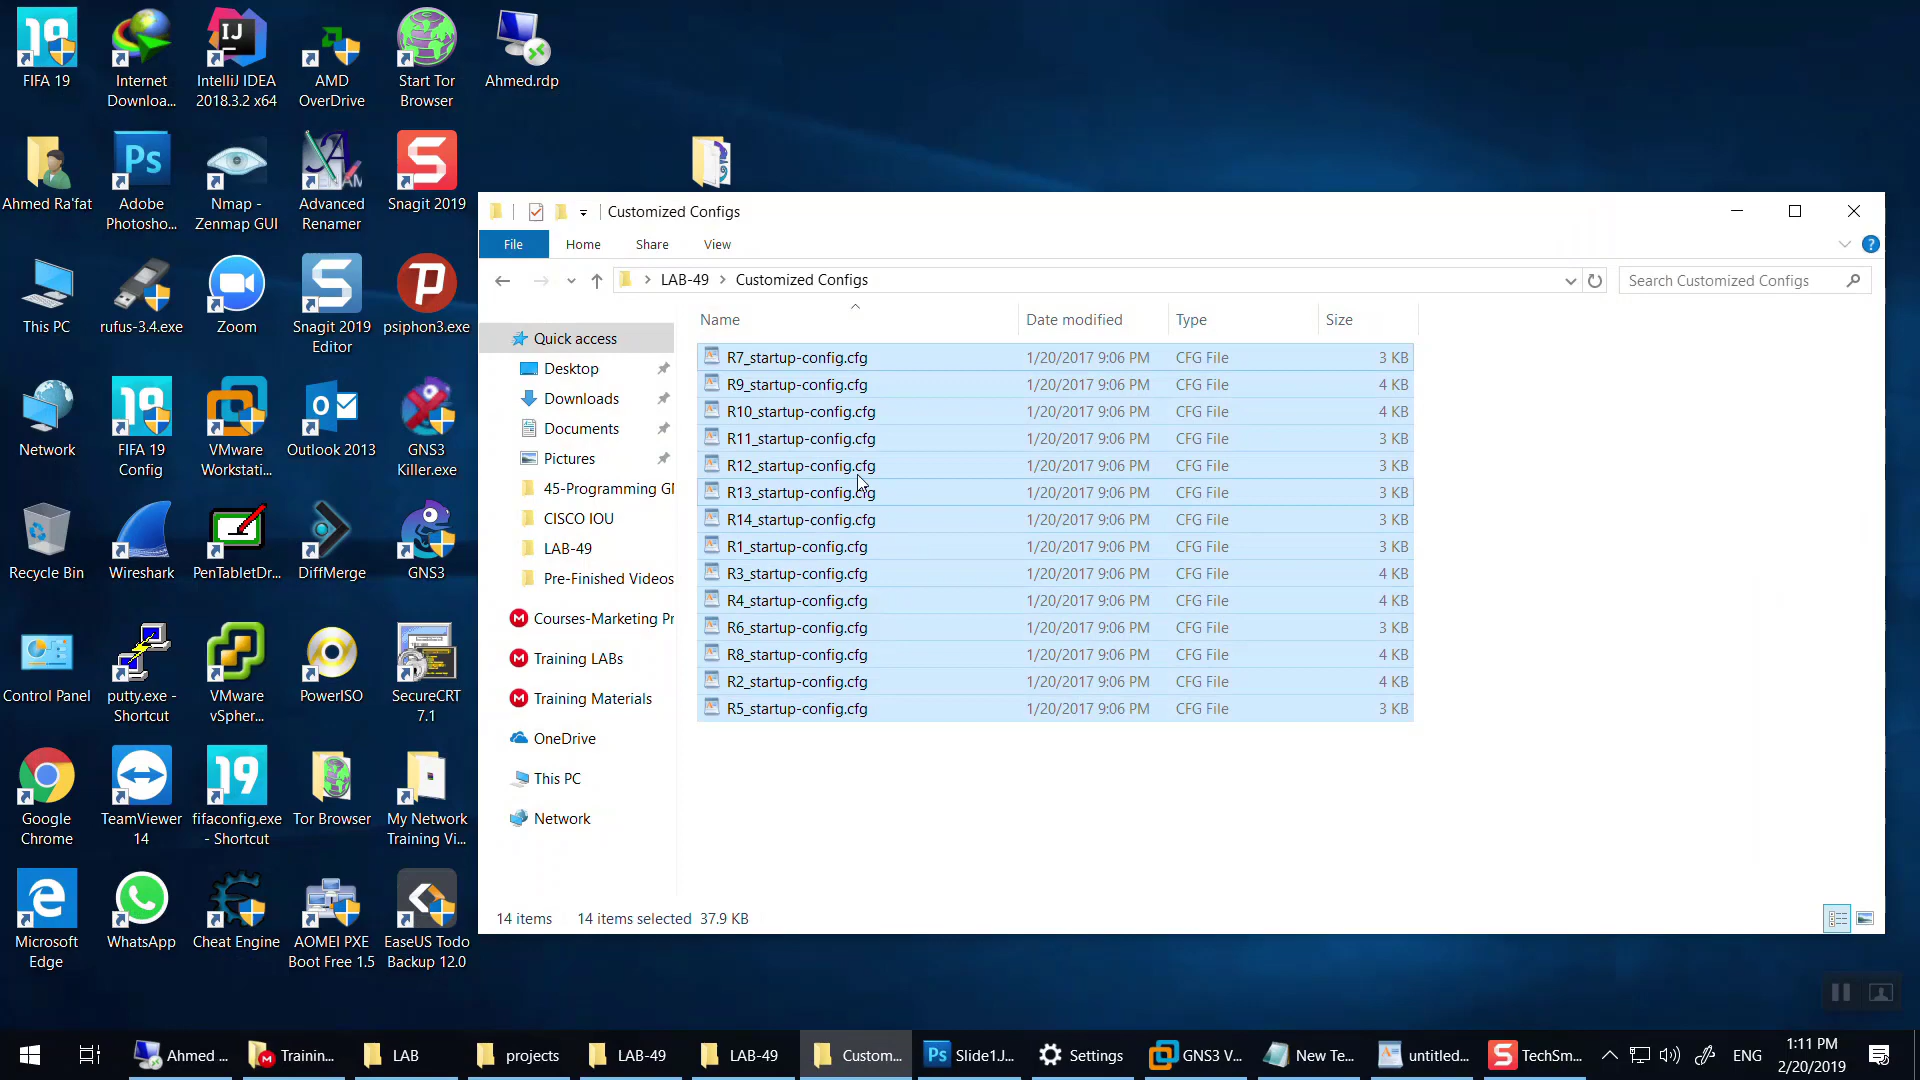 FIFA 19
Internet
Downloa...
IntelliJ IDEA
2018.3.2 x64
AMD
OverDrive
Start Tor
Browser
Ahmed.rdp
Ahmed Ra'fat
Adobe
Photosho...
Nmap -
Zenmap GUI
Advanced
Renamer
Snagit 2019
This PC
rufus-3.4.exe
Zoom
Snagit 2019
Editor
psiphon3.exe
Network
FIFA 19
Config
VMware
Workstati...
Outlook 2013
GNS3
Killer.exe
Recycle Bin
Wireshark
PenTabletDr...
DiffMerge
GNS3
Control Panel
putty.exe -
Shortcut
VMware
vSpher...
PowerISO
SecureCRT
7.1
Google
Chrome
TeamViewer
14
fifaconfig.exe
- Shortcut
Tor Browser
My Network
Training Vi...
Microsoft
Edge
WhatsApp
Cheat Engine
AOMEI PXE
Boot Free 1.5
EaseUS Todo
Backup 12.0
Customized Configs
File Home Share View
LAB-49 Customized Configs
Search Customized Configs
Name Date modified Type Size
Quick access
Desktop
Downloads
Documents
Pictures
45-Programming GI
CISCO IOU
LAB-49
Pre-Finished Videos
Courses-Marketing Pr
Training LABs
Training Materials
OneDrive
This PC
Network
R7_startup-config.cfg 1/20/2017 9:06 PM CFG File 3 KB
R9_startup-config.cfg 1/20/2017 9:06 PM CFG File 4 KB
R10_startup-config.cfg 1/20/2017 9:06 PM CFG File 4 KB
R11_startup-config.cfg 1/20/2017 9:06 PM CFG File 3 KB
R12_startup-config.cfg 1/20/2017 9:06 PM CFG File 3 KB
R13_startup-config.cfg 1/20/2017 9:06 PM CFG File 3 KB
R14_startup-config.cfg 1/20/2017 9:06 PM CFG File 3 KB
R1_startup-config.cfg 1/20/2017 9:06 PM CFG File 3 KB
R3_startup-config.cfg 1/20/2017 9:06 PM CFG File 4 KB
R4_startup-config.cfg 1/20/2017 9:06 PM CFG File 4 KB
R6_startup-config.cfg 1/20/2017 9:06 PM CFG File 3 KB
R8_startup-config.cfg 1/20/2017 9:06 PM CFG File 4 KB
R2_startup-config.cfg 1/20/2017 9:06 PM CFG File 4 KB
R5_startup-config.cfg 1/20/2017 9:06 PM CFG File 3 KB
14 items 14 items selected 37.9 KB
Ahmed ... Trainin... LAB projects LAB-49 LAB-49 Custom... Slide1.J... Settings GNS3 V... New Te... untitled... TechSm... ENG
1:11 PM
2/20/2019